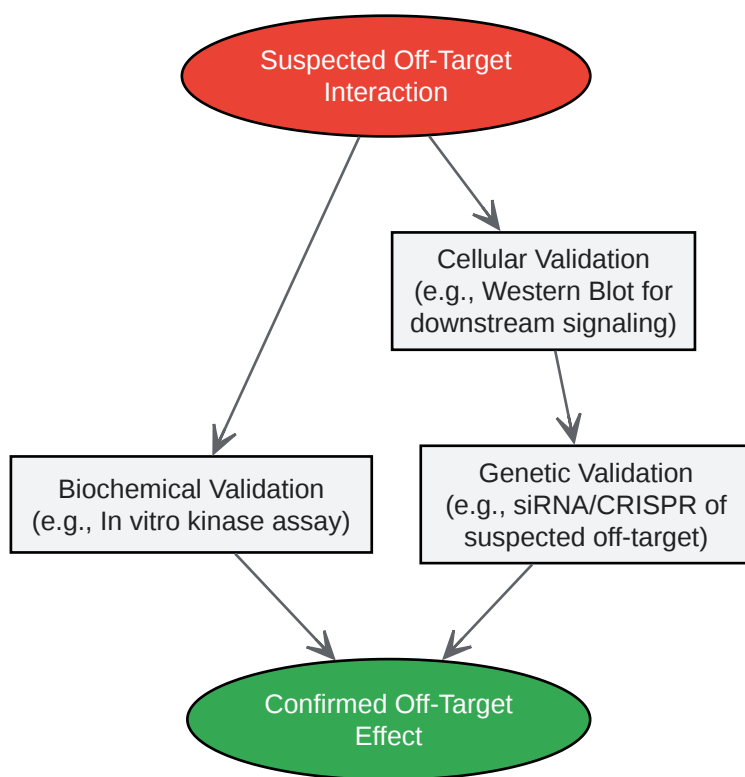 Suspected Off-Target
Interaction
Cellular Validation
(e.g., Western Blot for
downstream signaling)
Biochemical Validation
(e.g., In vitro kinase assay)
Genetic Validation
(e.g., siRNA/CRISPR of
suspected off-target)
Confirmed Off-Target
Effect